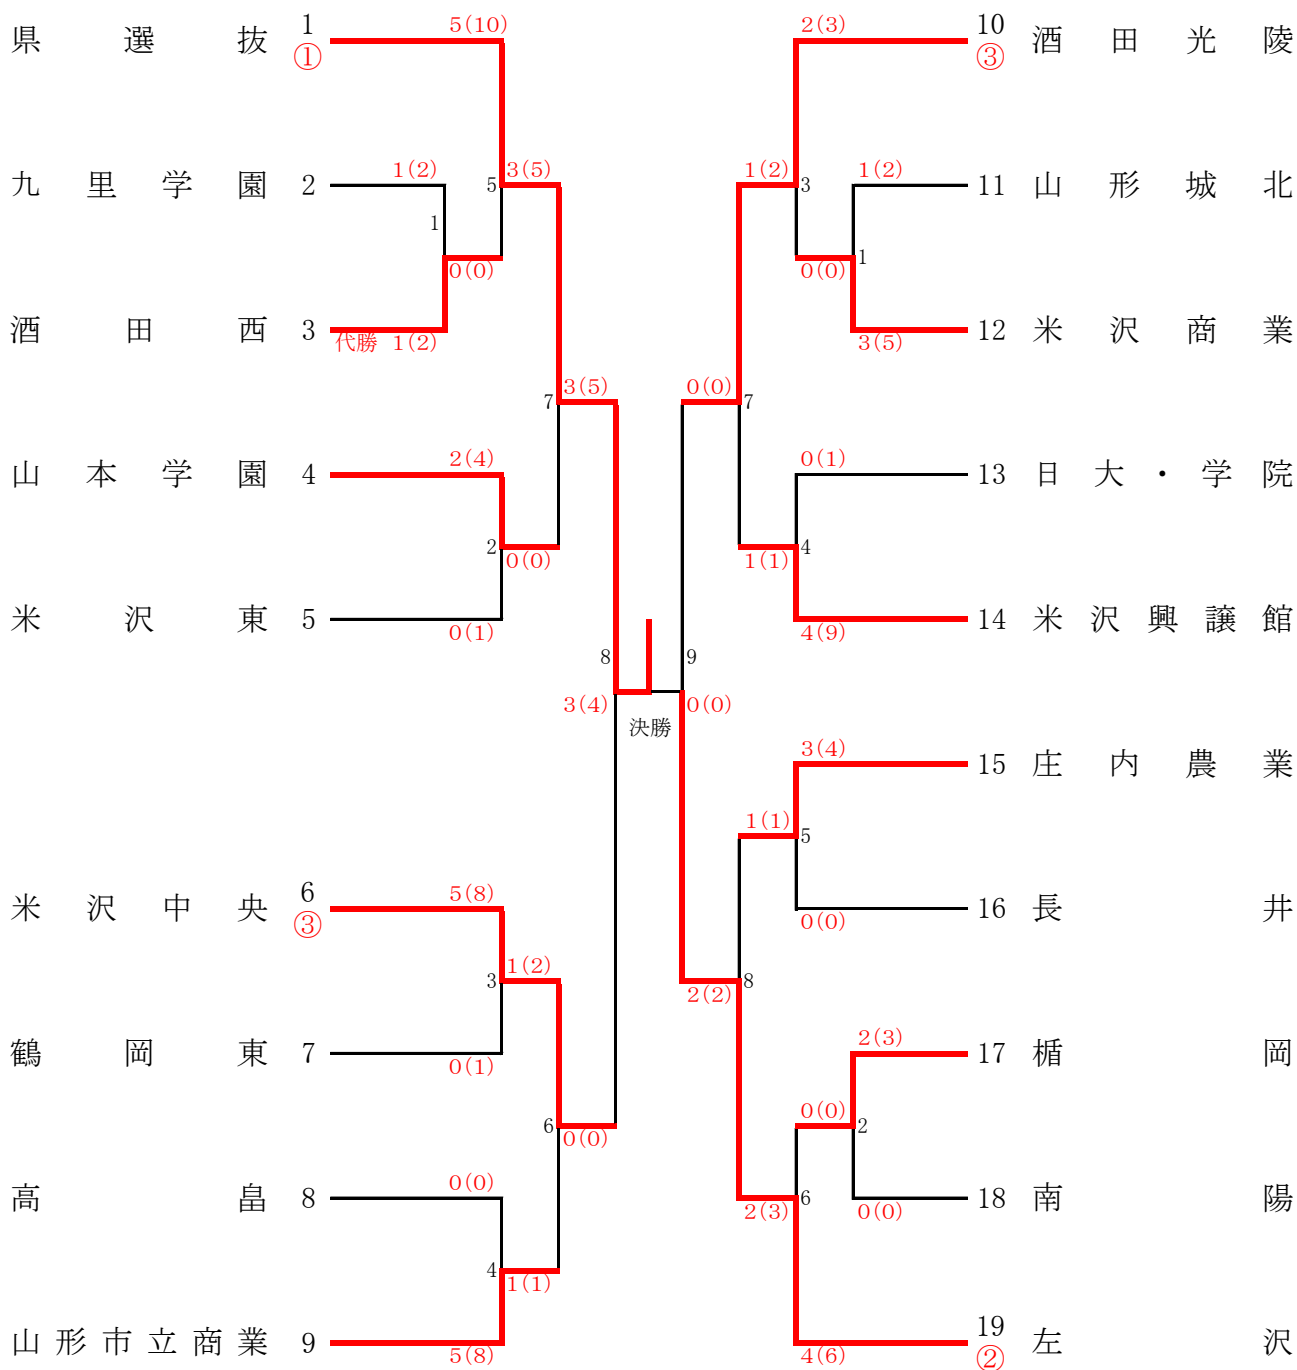 県選抜 1 ①
5(10)
九里学園 2
1(2)
5
3(5)
1
0(0)
酒田西 3
代勝 1(2)
7
3(5)
山本学園 4
2(4)
2
0(0)
米沢東 5
0(1)
8
3(4)
決勝
米沢中央 6 ③
5(8)
3
1(2)
鶴岡東 7
0(1)
6
0(0)
高畠 8
0(0)
4
1(1)
山形市立商業 9
5(8)
2(3)
10 ③ 酒田光陵
1(2)
3
1(2)
11 山形城北
0(0)
1
3(5)
12 米沢商業
0(0)
7
0(1)
13 日大・学院
1(1)
4
4(9)
14 米沢興譲館
9
0(0)
3(4)
15 庄内農業
1(1)
5
0(0)
16 長井
2(2)
8
2(3)
17 楯岡
0(0)
2
0(0)
18 南陽
2(3)
6
4(6)
19 ② 左沢